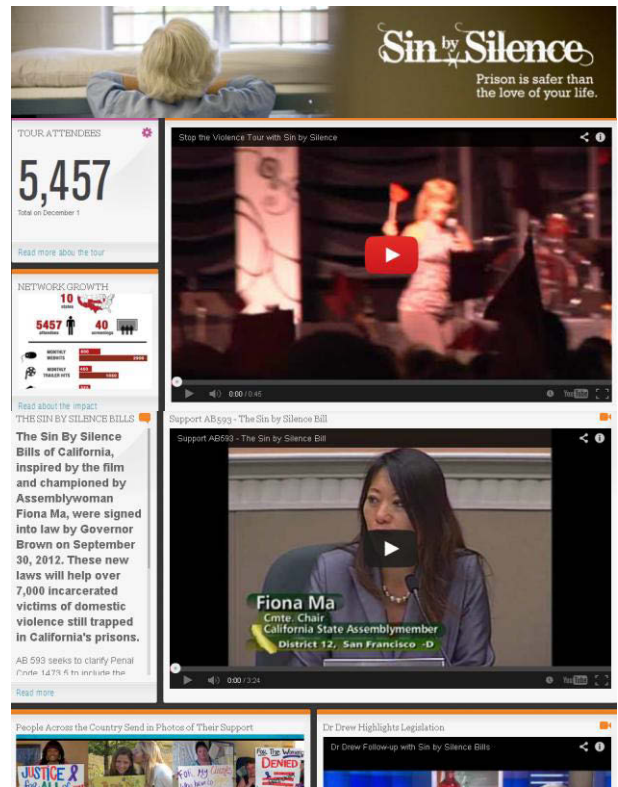 Sin by Silence
Prison is safer than
the love of your life.
TOUR ATTENDEES
5,457
Total on December 1
Read more abou the tour
Stop the Violence Tour with Sin by Silence
0:00 / 0:46
YouTube
NETWORK GROWTH
10
states
5457
attendees
40
screenings
MONTHLY
WEBSITE
MONTHLY
TRAILER HITS
Read about the impact
THE SIN BY SILENCE BILLS
The Sin By Silence
Bills of California,
inspired by the film
and championed by
Assemblywoman
Fiona Ma, were signed
into law by Governor
Brown on September
30, 2012. These new
laws will help over
7,000 incarcerated
victims of domestic
violence still trapped
in California's prisons.
AB 593 seeks to clarify Penal
Code 1473.5 to include the
Read more
Support AB593 - The Sin by Silence Bill
Support AB593 - The Sin by Silence Bill
Fiona Ma
Cmte. Chair
California State Assemblymember
District 12, San Francisco -D
0:00 / 3:24
YouTube
People Across the Country Send in Photos of Their Support
JUSTICE
DENIED
Dr Drew Highlights Legislation
Dr Drew Follow-up with Sin by Silence Bills